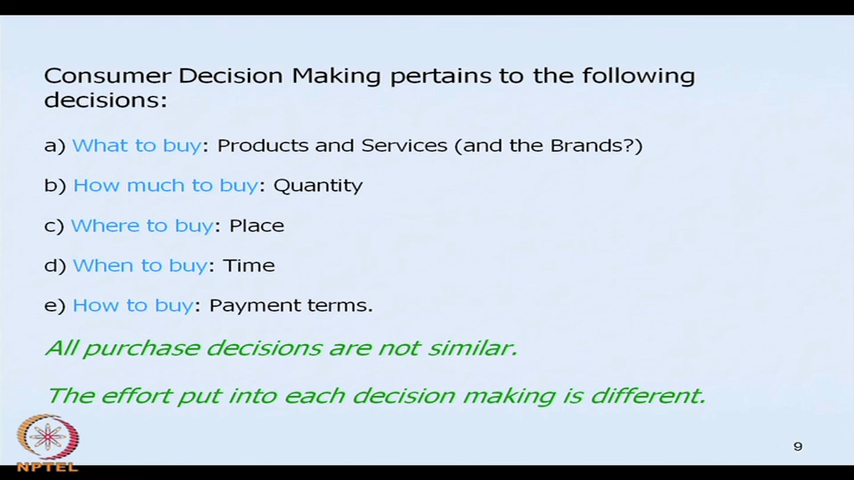 Consumer Decision Making pertains to the following
decisions:
a) What to buy: Products and Services (and the Brands?)
b) How much to buy: Quantity
c) Where to buy: Place
d) When to buy: Time
e) How to buy: Payment terms.
All purchase decisions are not similar.
The effort put into each decision making is different.
NPTEL
9